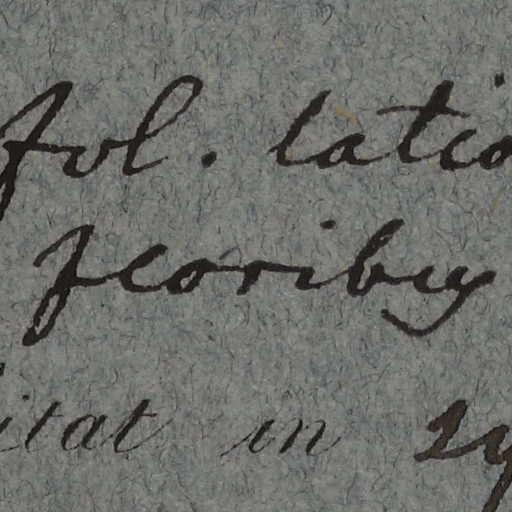 fol. latio
floribus
itat in